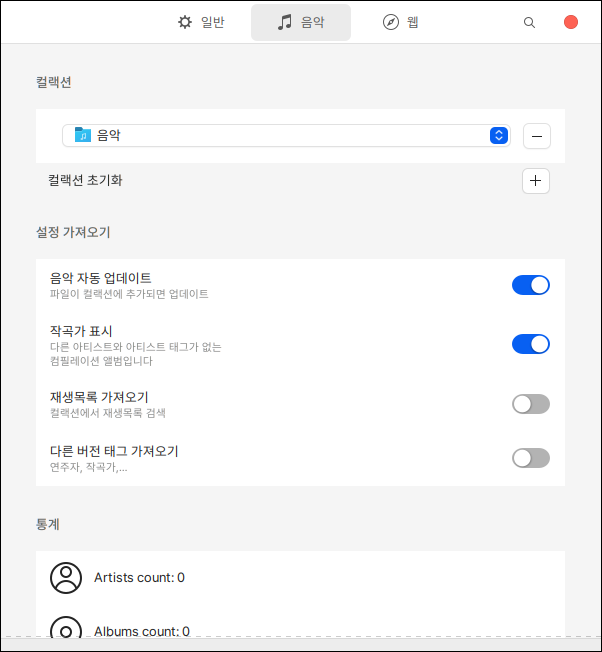 일반
음악
웹
컬랙션
음악
컬랙션 초기화
설정 가져오기
음악 자동 업데이트
파일이 컬랙션에 추가되면 업데이트
작곡가 표시
다른 아티스트와 아티스트 태그가 없는
컴필레이션 앨범입니다
재생목록 가져오기
컬랙션에서 재생목록 검색
다른 버전 태그 가져오기
연주자, 작곡가,...
통계
Artists count: 0
Albums count: 0